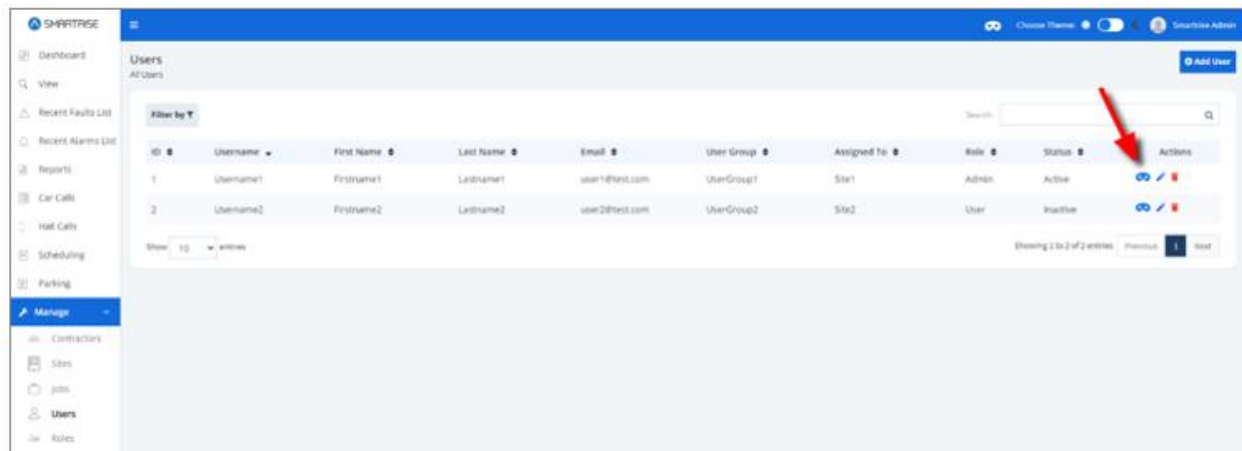 SMARTRISE
Choose Theme:
Smartrise Admin
Dashboard
View
Recent Faults List
Recent Alarms List
Reports
Car Calls
Hall Calls
Scheduling
Parking
Manage
Contractors
Sites
Jobs
Users
Roles
Users
All Users
Add User
Filter by
Search:
ID Username First Name Last Name Email User Group Assigned To Role Status Actions
1 Username1 Firstname1 Lastname1 user1@test.com UserGroup1 Site1 Admin Active
2 Username2 Firstname2 Lastname2 user2@test.com UserGroup2 Site2 User Inactive
Show 10 entries
Showing 1 to 2 of 2 entries Previous 1 Next